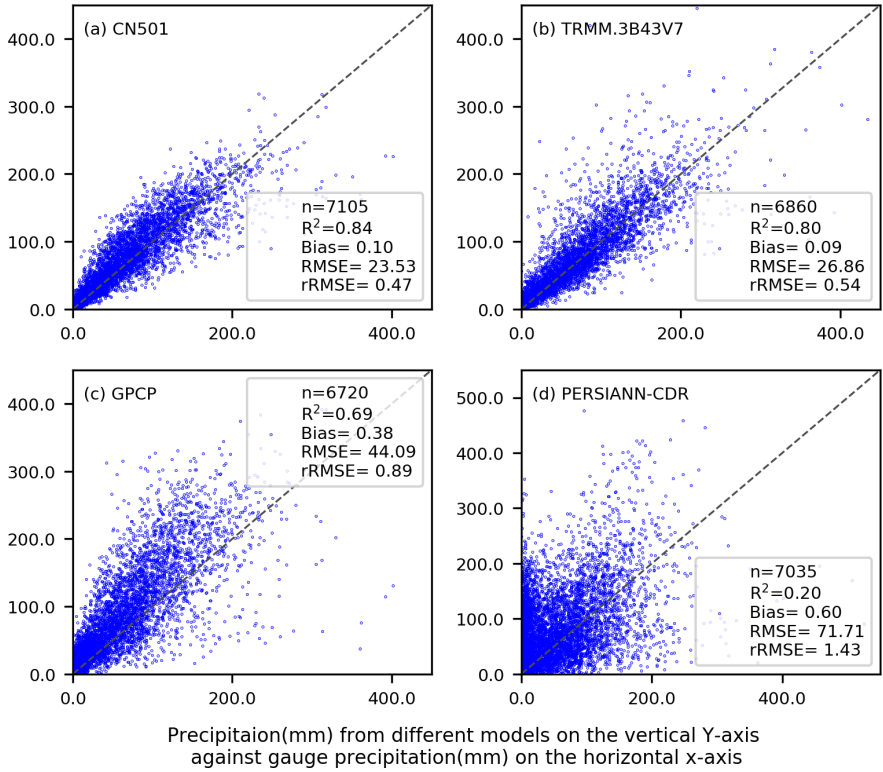 (a) CN501
400.0
300.0
200.0
100.0
0.0
0.0
200.0
400.0
n=7105
R²=0.84
Bias= 0.10
RMSE= 23.53
rRMSE= 0.47
(b) TRMM.3B43V7
400.0
300.0
200.0
100.0
0.0
0.0
200.0
400.0
n=6860
R²=0.80
Bias= 0.09
RMSE= 26.86
rRMSE= 0.54
(c) GPCP
400.0
300.0
200.0
100.0
0.0
0.0
200.0
400.0
n=6720
R²=0.69
Bias= 0.38
RMSE= 44.09
rRMSE= 0.89
(d) PERSIANN-CDR
500.0
400.0
300.0
200.0
100.0
0.0
0.0
200.0
400.0
n=7035
R²=0.20
Bias= 0.60
RMSE= 71.71
rRMSE= 1.43
Precipitaion(mm) from different models on the vertical Y-axis
against gauge precipitation(mm) on the horizontal x-axis